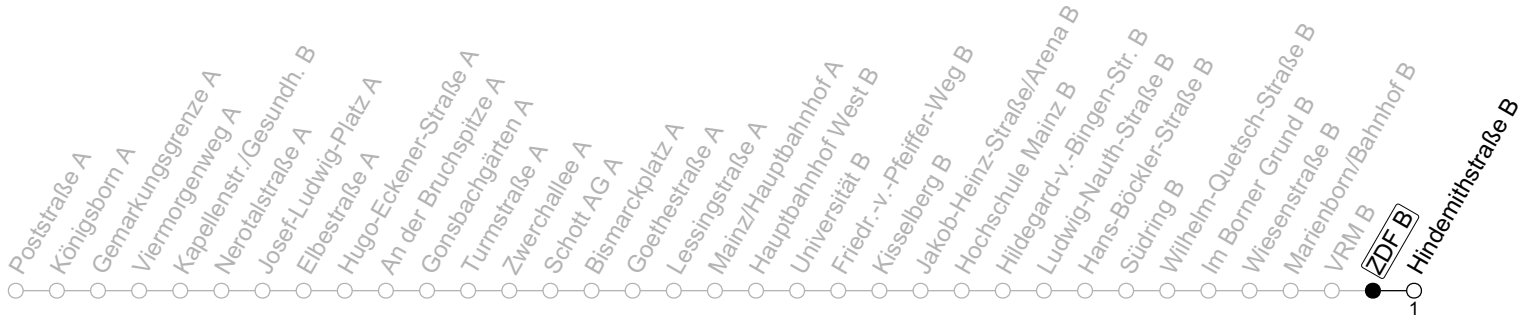 Poststraße A
Königsborn A
Gemarkungsgrenze A
Viermorgenweg A
Kapellenstr./Gesundh. B
Nerotalstraße A
Josef-Ludwig-Platz A
Elbestraße A
Hugo-Eckener-Straße A
An der Bruchspitze A
Gonsbachgärten A
Turmstraße A
Zwerchallee A
Schott AG A
Bismarckplatz A
Goethestraße A
Lessingstraße A
Mainz/Hauptbahnhof A
Hauptbahnhof West B
Universität B
Friedr.-v.-Pfeiffer-Weg B
Kisselberg B
Jakob-Heinz-Straße/Arena B
Hochschule Mainz B
Hildegard-v.-Bingen-Str. B
Ludwig-Nauth-Straße B
Hans-Böckler-Straße B
Südring B
Wilhelm-Quetsch-Straße B
Im Borner Grund B
Wiesenstraße B
Marienborn/Bahnhof B
VRM B
ZDF B
Hindemithstraße B
1